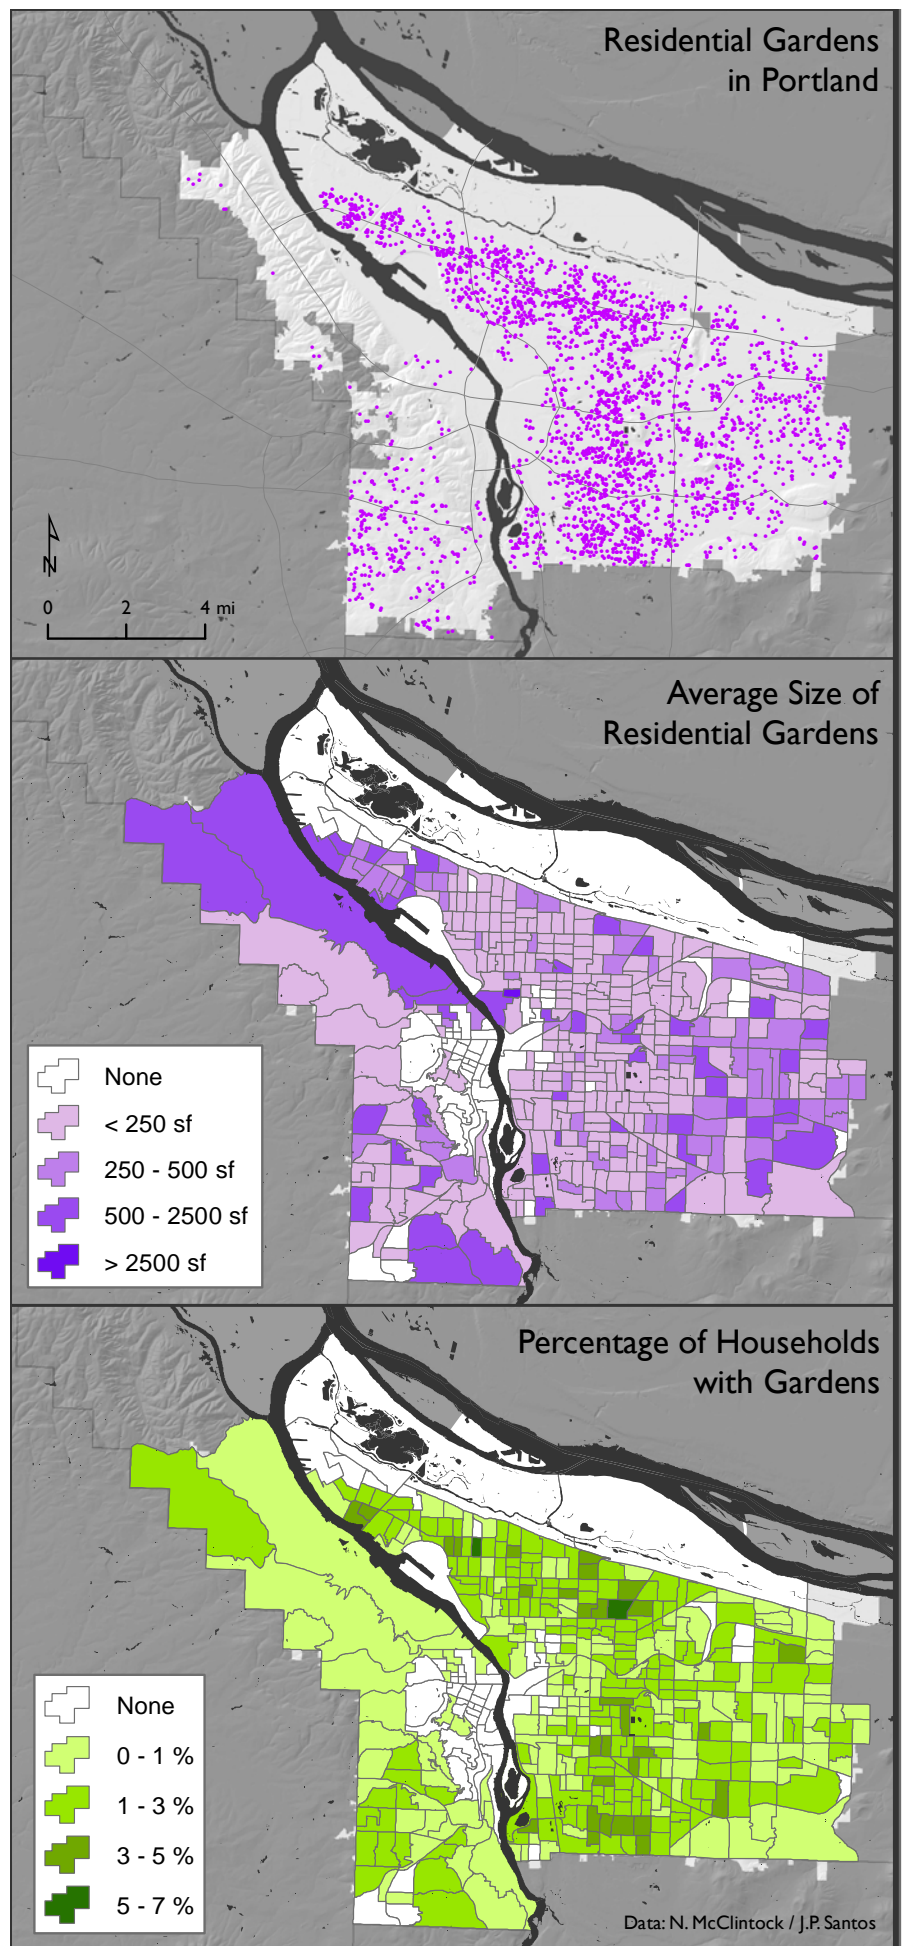 Residential Gardens
in Portland
N
0 2 4 mi
Average Size of
Residential Gardens
None
< 250 sf
250 - 500 sf
500 - 2500 sf
> 2500 sf
Percentage of Households
with Gardens
None
0 - 1 %
1 - 3 %
3 - 5 %
5 - 7 %
Data: N. McClintock / J.P. Santos